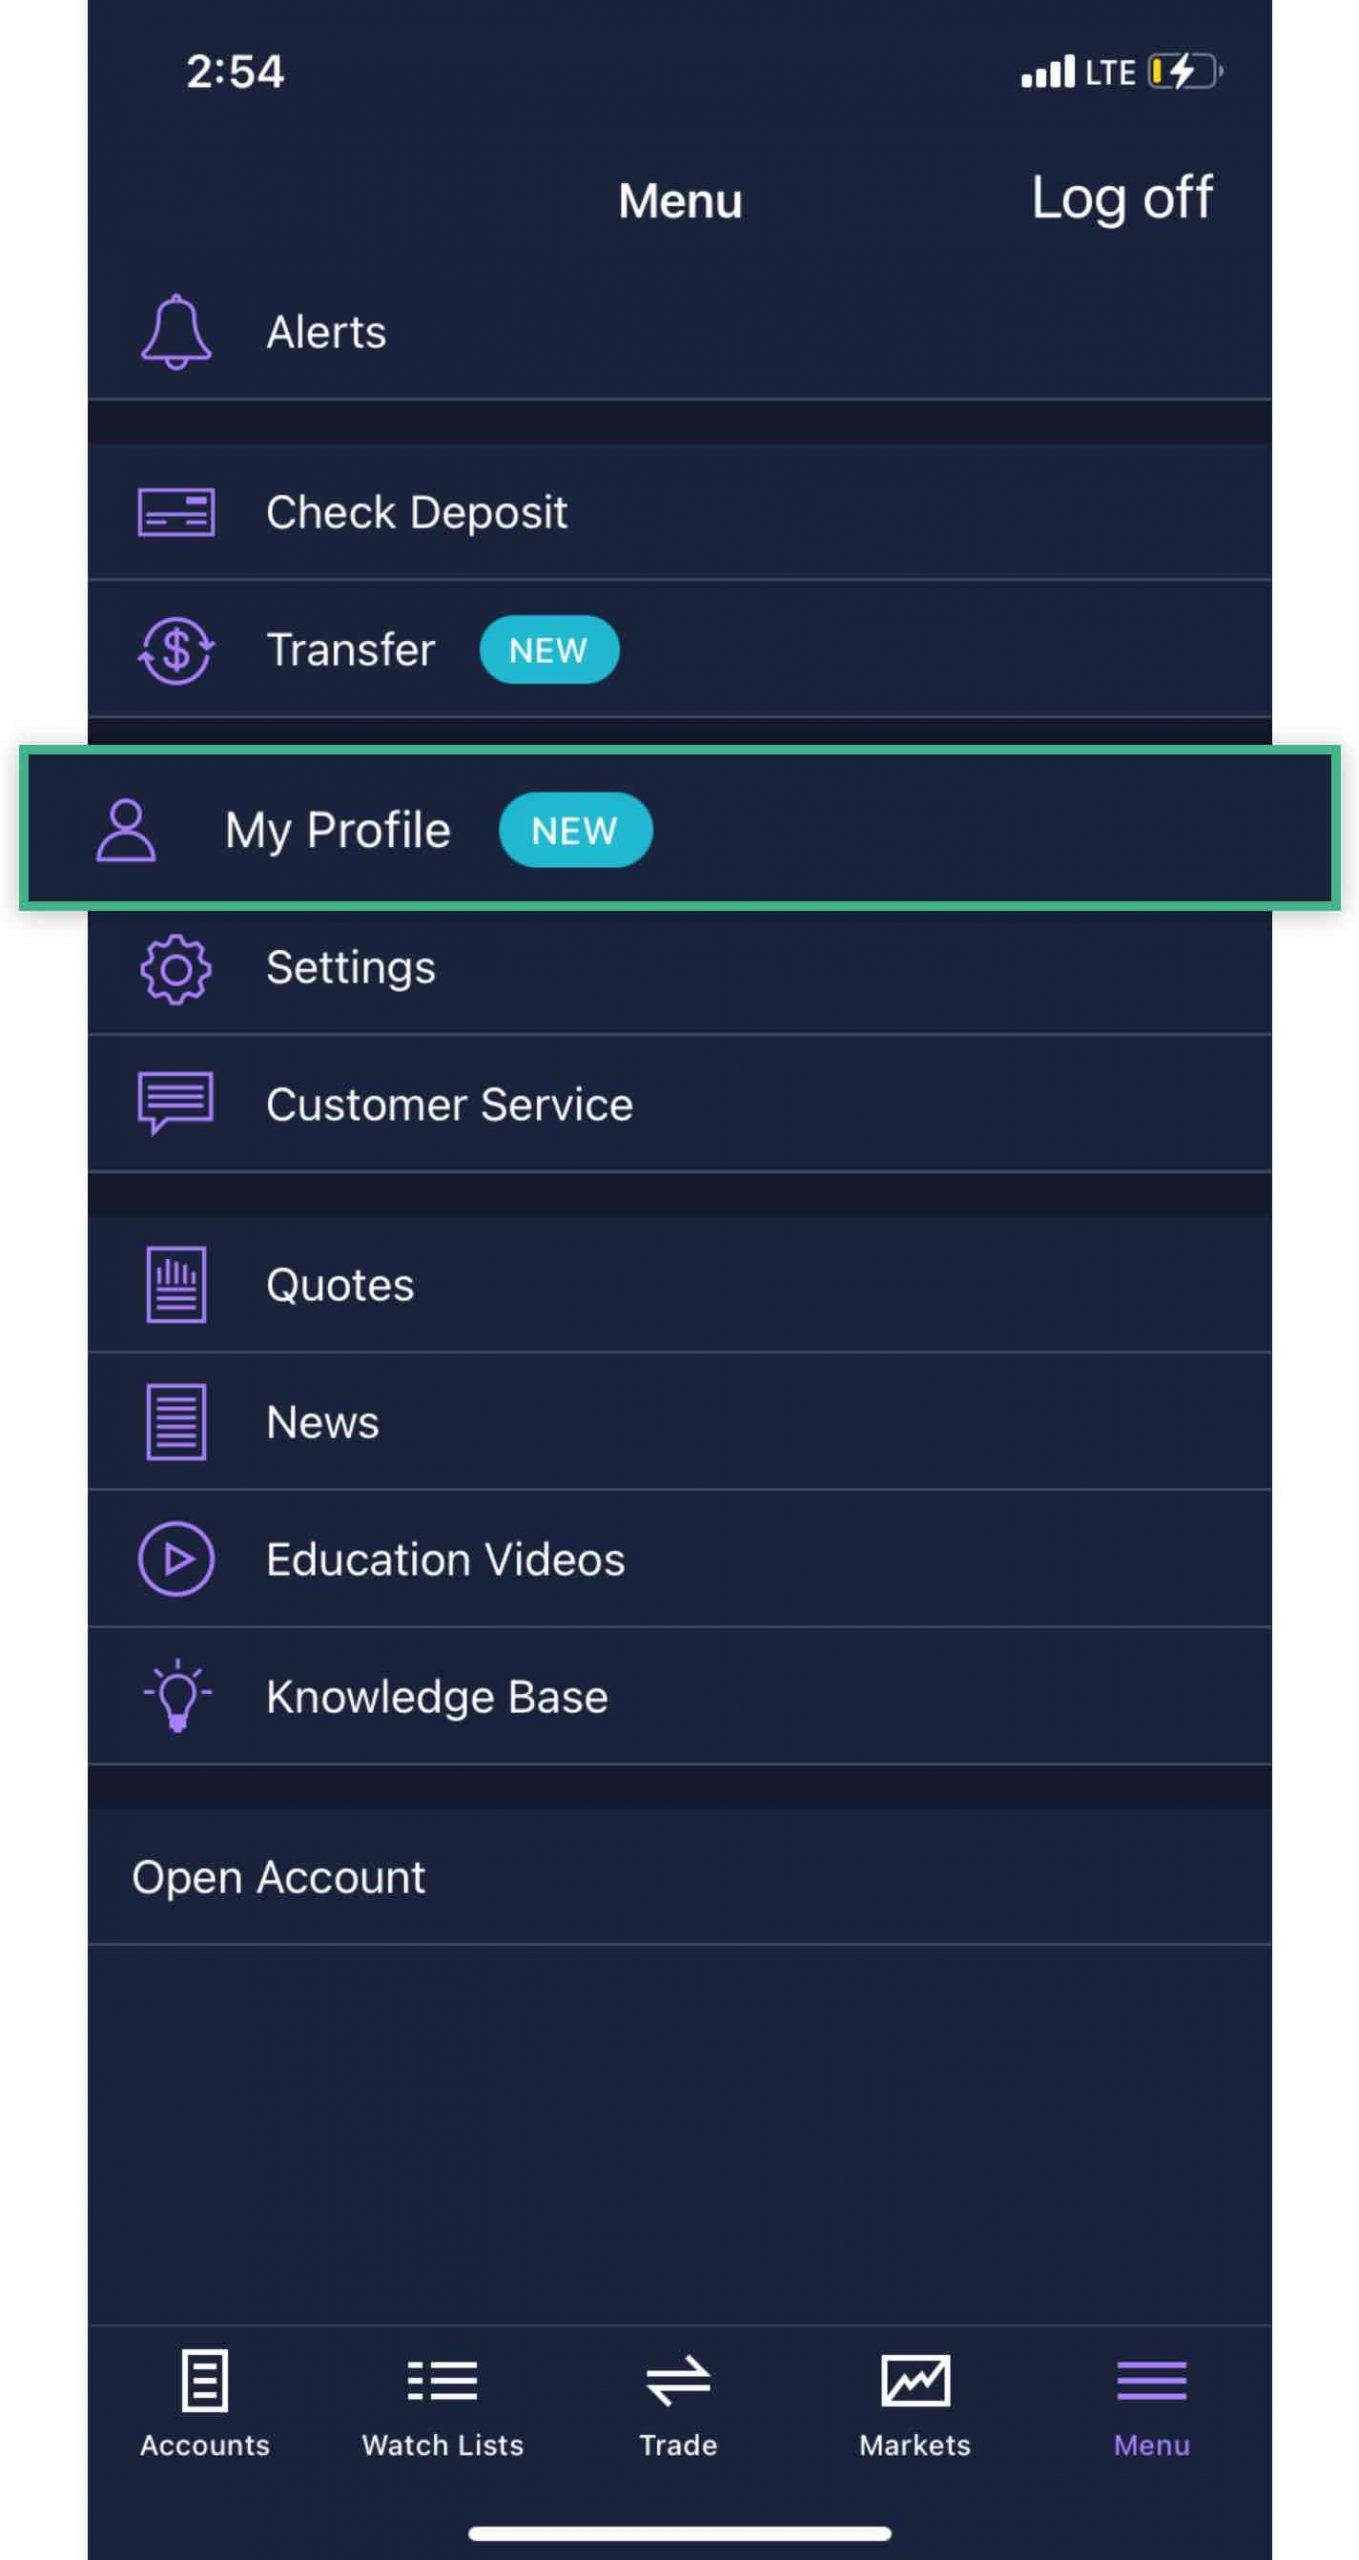 2:54 LTE
Menu Log off
Alerts
Check Deposit
Transfer NEW
My Profile NEW
Settings
Customer Service
Quotes
News
Education Videos
Knowledge Base
Open Account
Accounts Watch Lists Trade Markets Menu